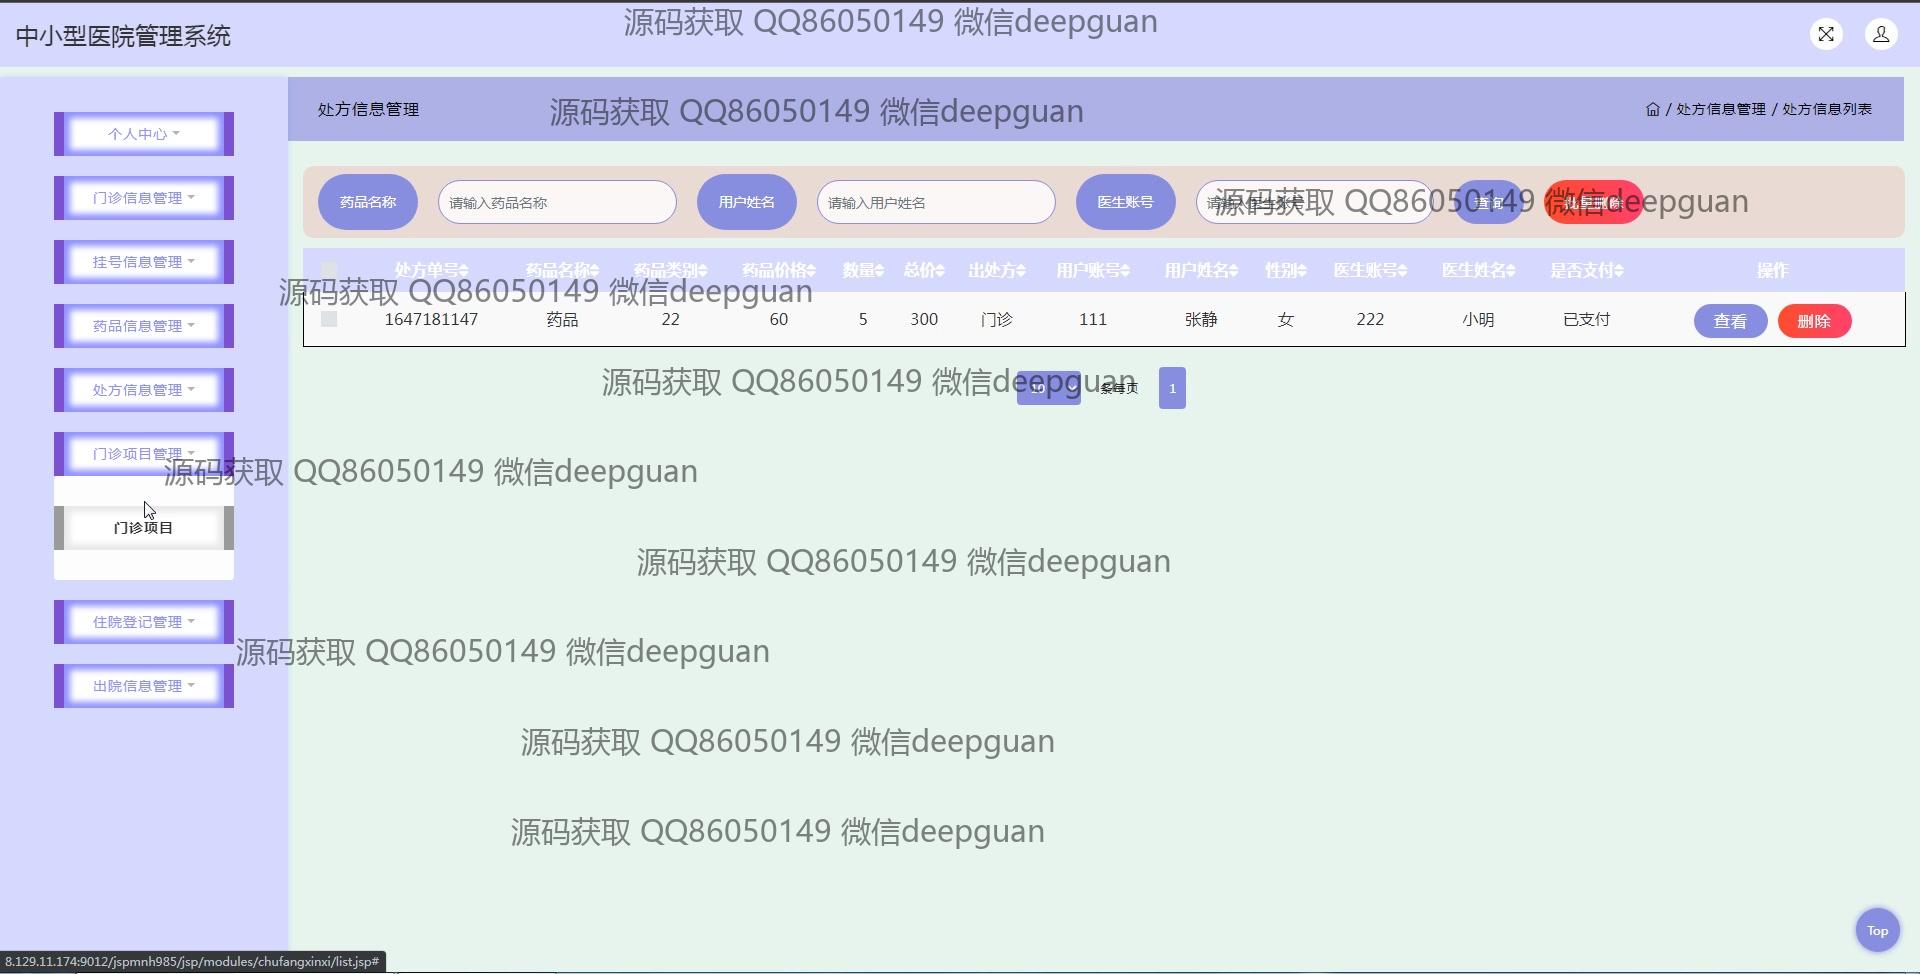 源码获取 QQ86050149 微信deepguan
中小型医院管理系统
处方信息管理
源码获取 QQ86050149 微信deepguan
/ 处方信息管理 / 处方信息列表
个人中心
门诊信息管理
挂号信息管理
药品信息管理
处方信息管理
门诊项目管理
门诊项目
住院登记管理
出院信息管理
药品名称 请输入药品名称 用户姓名 请输入用户姓名 医生账号 请输入医生账号 查询 批量删除
源码获取 QQ86050149 微信deepguan
处方单号 药品名称 药品类别 药品价格 数量 总价 出处方 用户账号 用户姓名 性别 医生账号 医生姓名 是否支付 操作
源码获取 QQ86050149 微信deepguan
1647181147 药品 22 60 5 300 门诊 111 张静 女 222 小明 已支付 查看 删除
源码获取 QQ86050149 微信deepguan
10 条每页 1
源码获取 QQ86050149 微信deepguan
源码获取 QQ86050149 微信deepguan
源码获取 QQ86050149 微信deepguan
源码获取 QQ86050149 微信deepguan
源码获取 QQ86050149 微信deepguan
Top
8.129.11.174:9012/jspmnh985/jsp/modules/chufangxinxi/list.jsp#